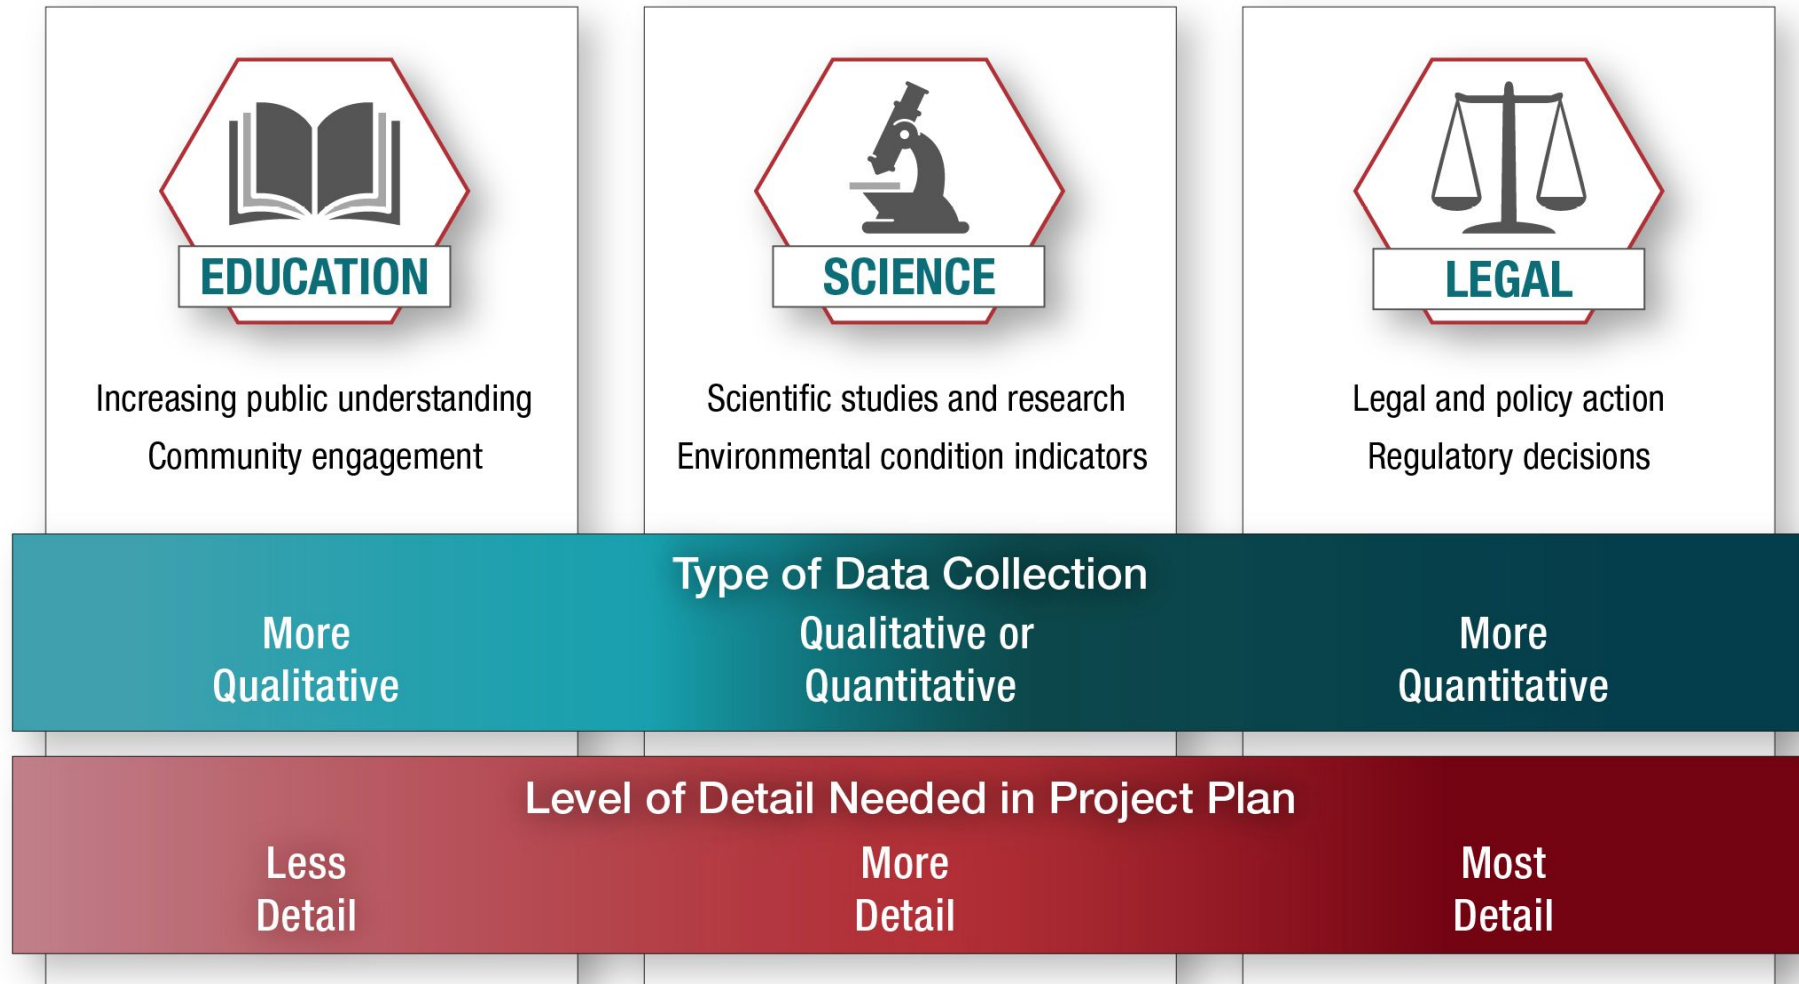 EDUCATION
Increasing public understanding
Community engagement
SCIENCE
Scientific studies and research
Environmental condition indicators
LEGAL
Legal and policy action
Regulatory decisions
Type of Data Collection
More
Qualitative
Qualitative or
Quantitative
More
Quantitative
Level of Detail Needed in Project Plan
Less
Detail
More
Detail
Most
Detail